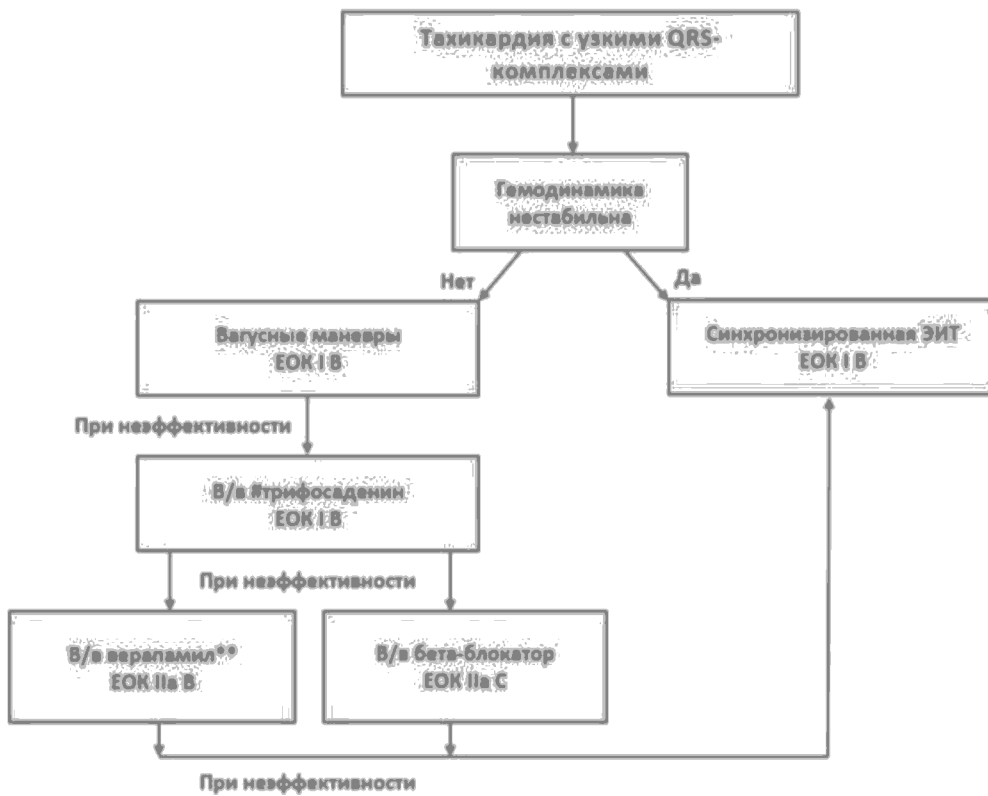 Тахикардия с узкими QRS-
комплексами
Гемодинамика
нестабильна
Нет
Да
Вагусные маневры
ЕОК I B
Синхронизированная ЭИТ
ЕОК I B
При неэффективности
В/в #трифосаденин
ЕОК I B
При неэффективности
В/в верапамил**
ЕОК IIa B
В/в бета-блокатор
ЕОК IIa C
При неэффективности